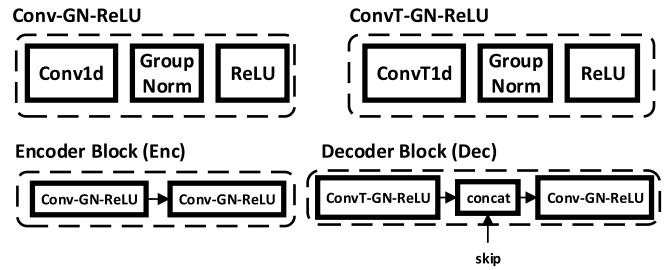 Conv-GN-ReLU
ConvT-GN-ReLU
Conv1d
Group
Norm
ReLU
ConvT1d
Group
Norm
ReLU
Encoder Block (Enc)
Decoder Block (Dec)
Conv-GN-ReLU
Conv-GN-ReLU
ConvT-GN-ReLU
concat
Conv-GN-ReLU
skip